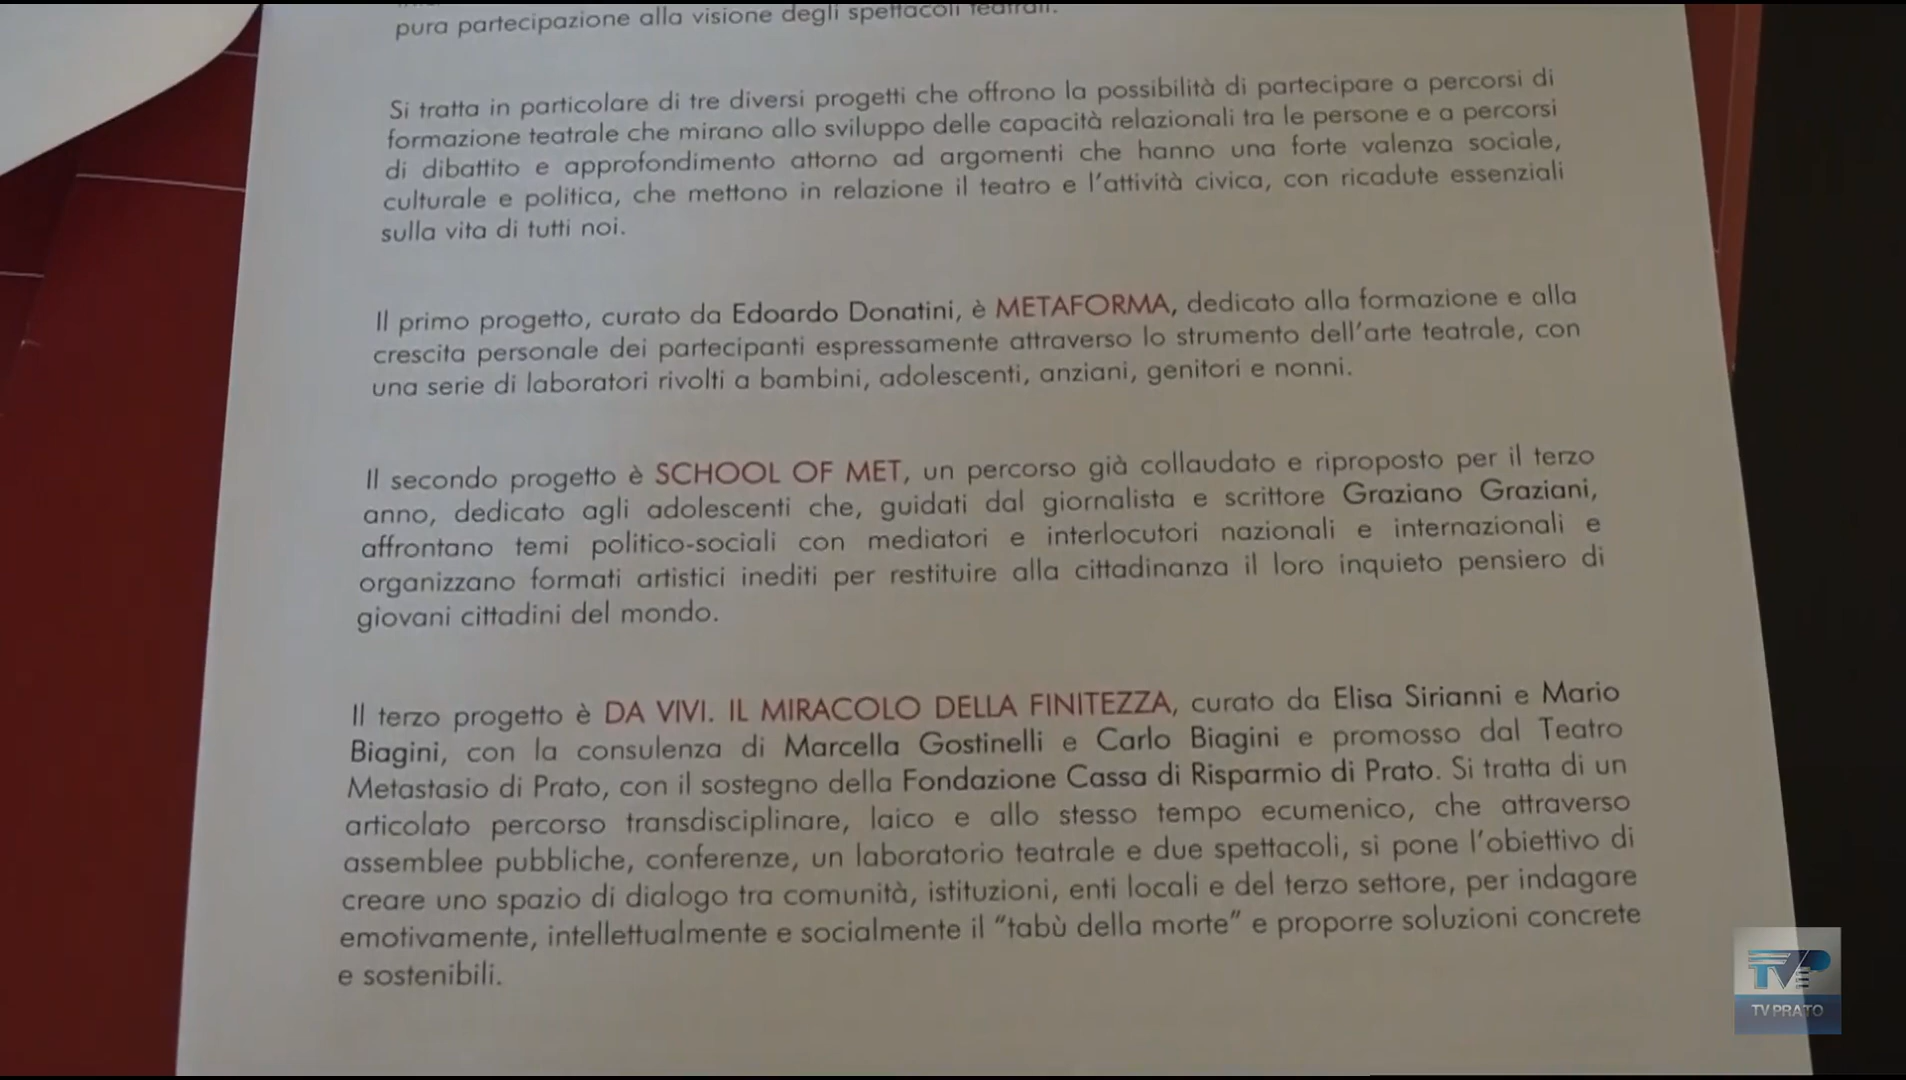 pura partecipazione alla visione degli spettacoli teatrali.
Si tratta in particolare di tre diversi progetti che offrono la possibilità di partecipare a percorsi di
formazione teatrale che mirano allo sviluppo delle capacità relazionali tra le persone e a percorsi
di dibattito e approfondimento attorno ad argomenti che hanno una forte valenza sociale,
culturale e politica, che mettono in relazione il teatro e l'attività civica, con ricadute essenziali
sulla vita di tutti noi.
Il primo progetto, curato da Edoardo Donatini, è METAFORMA, dedicato alla formazione e alla
crescita personale dei partecipanti espressamente attraverso lo strumento dell'arte teatrale, con
una serie di laboratori rivolti a bambini, adolescenti, anziani, genitori e nonni.
Il secondo progetto è SCHOOL OF MET, un percorso già collaudato e riproposto per il terzo
anno, dedicato agli adolescenti che, guidati dal giornalista e scrittore Graziano Graziani,
affrontano temi politico-sociali con mediatori e interlocutori nazionali e internazionali e
organizzano formati artistici inediti per restituire alla cittadinanza il loro inquieto pensiero di
giovani cittadini del mondo.
Il terzo progetto è DA VIVI. IL MIRACOLO DELLA FINITEZZA, curato da Elisa Sirianni e Mario
Biagini, con la consulenza di Marcella Gostinelli e Carlo Biagini e promosso dal Teatro
Metastasio di Prato, con il sostegno della Fondazione Cassa di Risparmio di Prato. Si tratta di un
articolato percorso transdisciplinare, laico e allo stesso tempo ecumenico, che attraverso
assemblee pubbliche, conferenze, un laboratorio teatrale e due spettacoli, si pone l'obiettivo di
creare uno spazio di dialogo tra comunità, istituzioni, enti locali e del terzo settore, per indagare
emotivamente, intellettualmente e socialmente il "tabù della morte" e proporre soluzioni concrete
e sostenibili.
TVP
TV PRATO